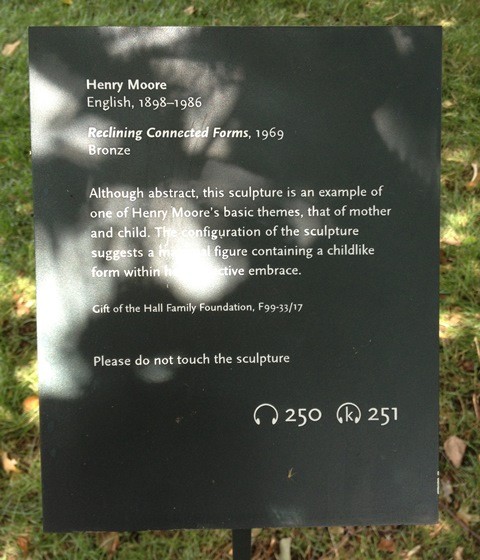 Henry Moore
English, 1898–1986
Reclining Connected Forms, 1969
Bronze
Although abstract, this sculpture is an example of
one of Henry Moore's basic themes, that of mother
and child. The configuration of the sculpture
suggests a figure containing a childlike
form within embrace.
Gift of the Hall Family Foundation, F99-33/17
Please do not touch the sculpture
250 k 251